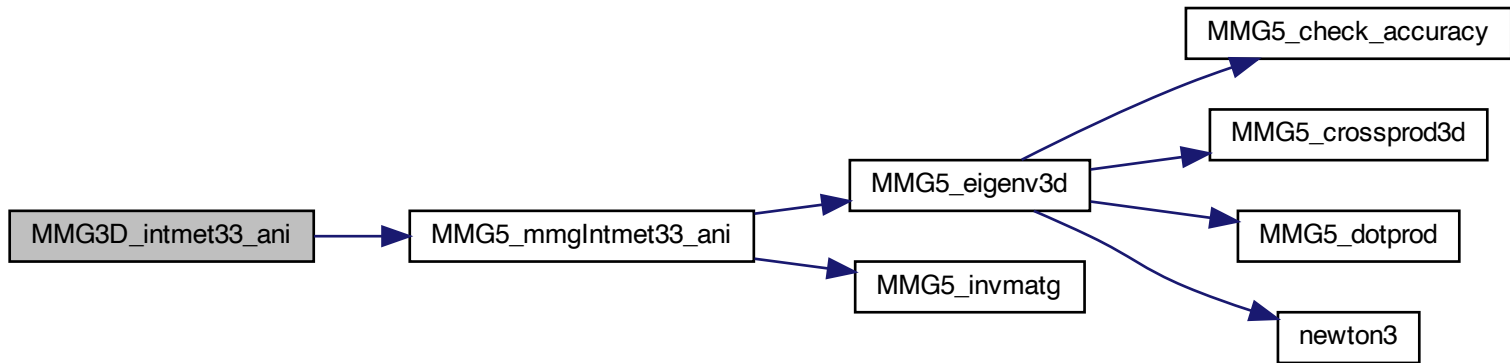 MMG3D_intmet33_ani
MMG5_mmgIntmet33_ani
MMG5_eigenv3d
MMG5_invmatg
MMG5_check_accuracy
MMG5_crossprod3d
MMG5_dotprod
newton3